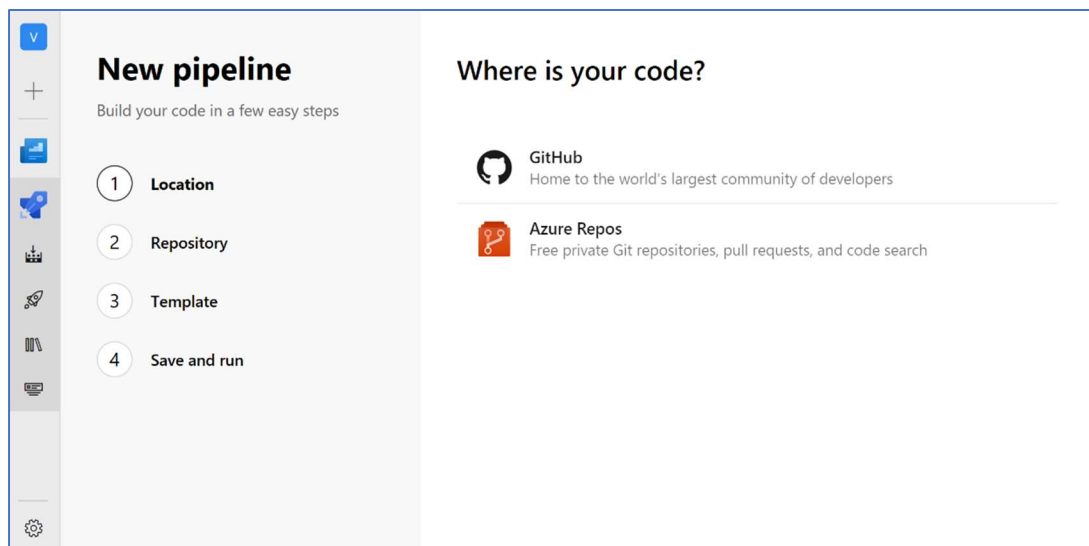 V
New pipeline
Build your code in a few easy steps
1 Location
2 Repository
3 Template
4 Save and run
Where is your code?
GitHub
Home to the world's largest community of developers
Azure Repos
Free private Git repositories, pull requests, and code search